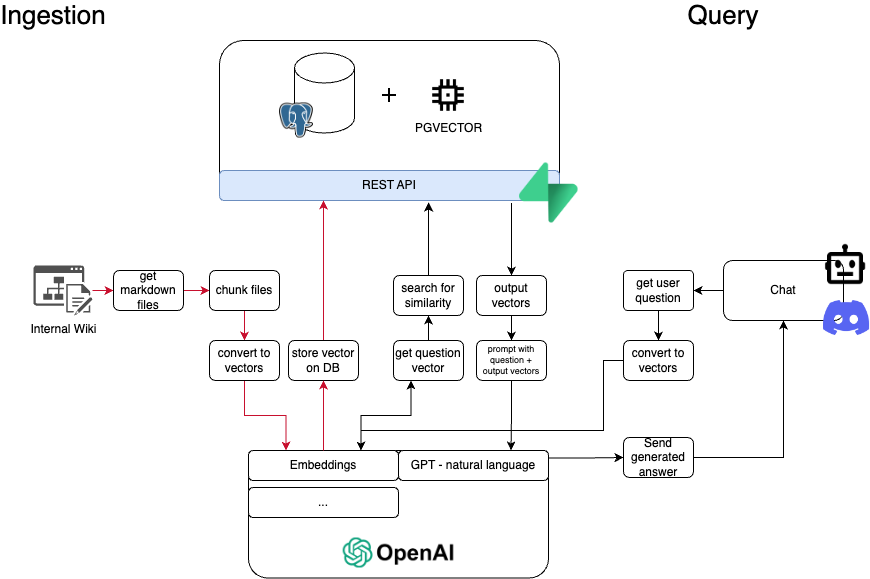 Ingestion
Query
+
PGVECTOR
REST API
Internal Wiki
get
markdown
files
chunk files
search for
similarity
output
vectors
get user
question
Chat
convert to
vectors
store vector
on DB
get question
vector
prompt with
question +
output vectors
convert to
vectors
Embeddings
GPT - natural language
Send
generated
answer
...
OpenAI